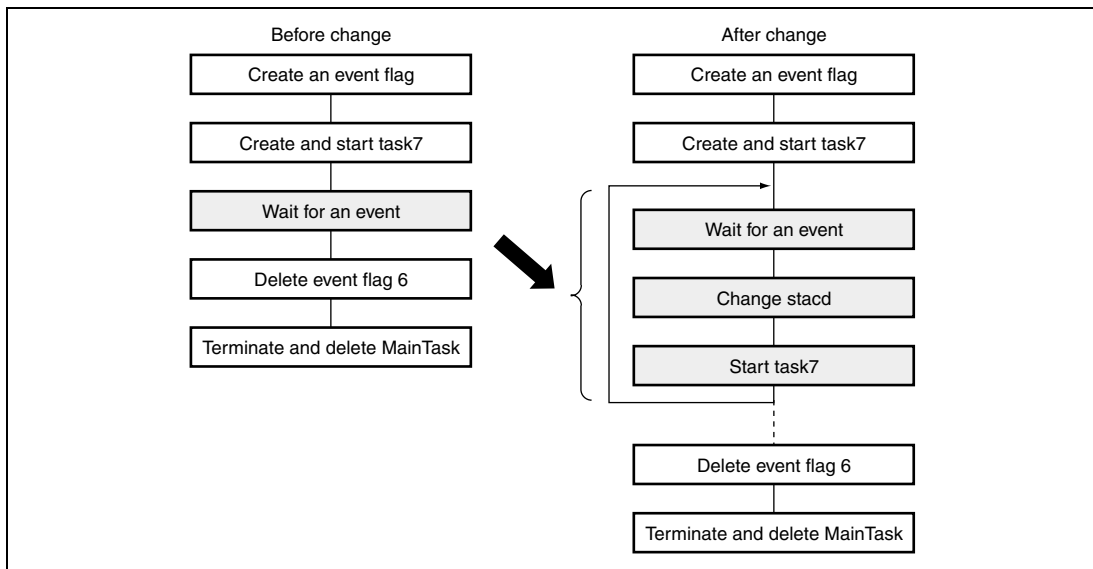 Before change
Create an event flag
Create and start task7
Wait for an event
Delete event flag 6
Terminate and delete MainTask
After change
Create an event flag
Create and start task7
Wait for an event
Change stacd
Start task7
Delete event flag 6
Terminate and delete MainTask